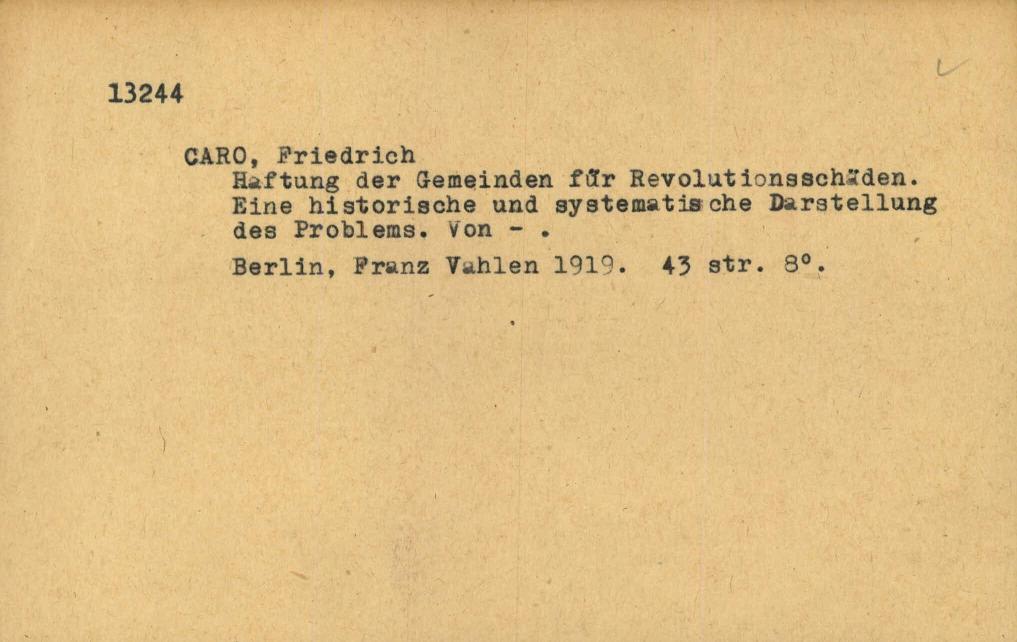 13244
CARO, Friedrich
Haftung der Gemeinden für Revolutionsschäden.
Eine historische und systematische Darstellung
des Problems. Von - .
Berlin, Franz Vahlen 1919. 43 str. 8°.